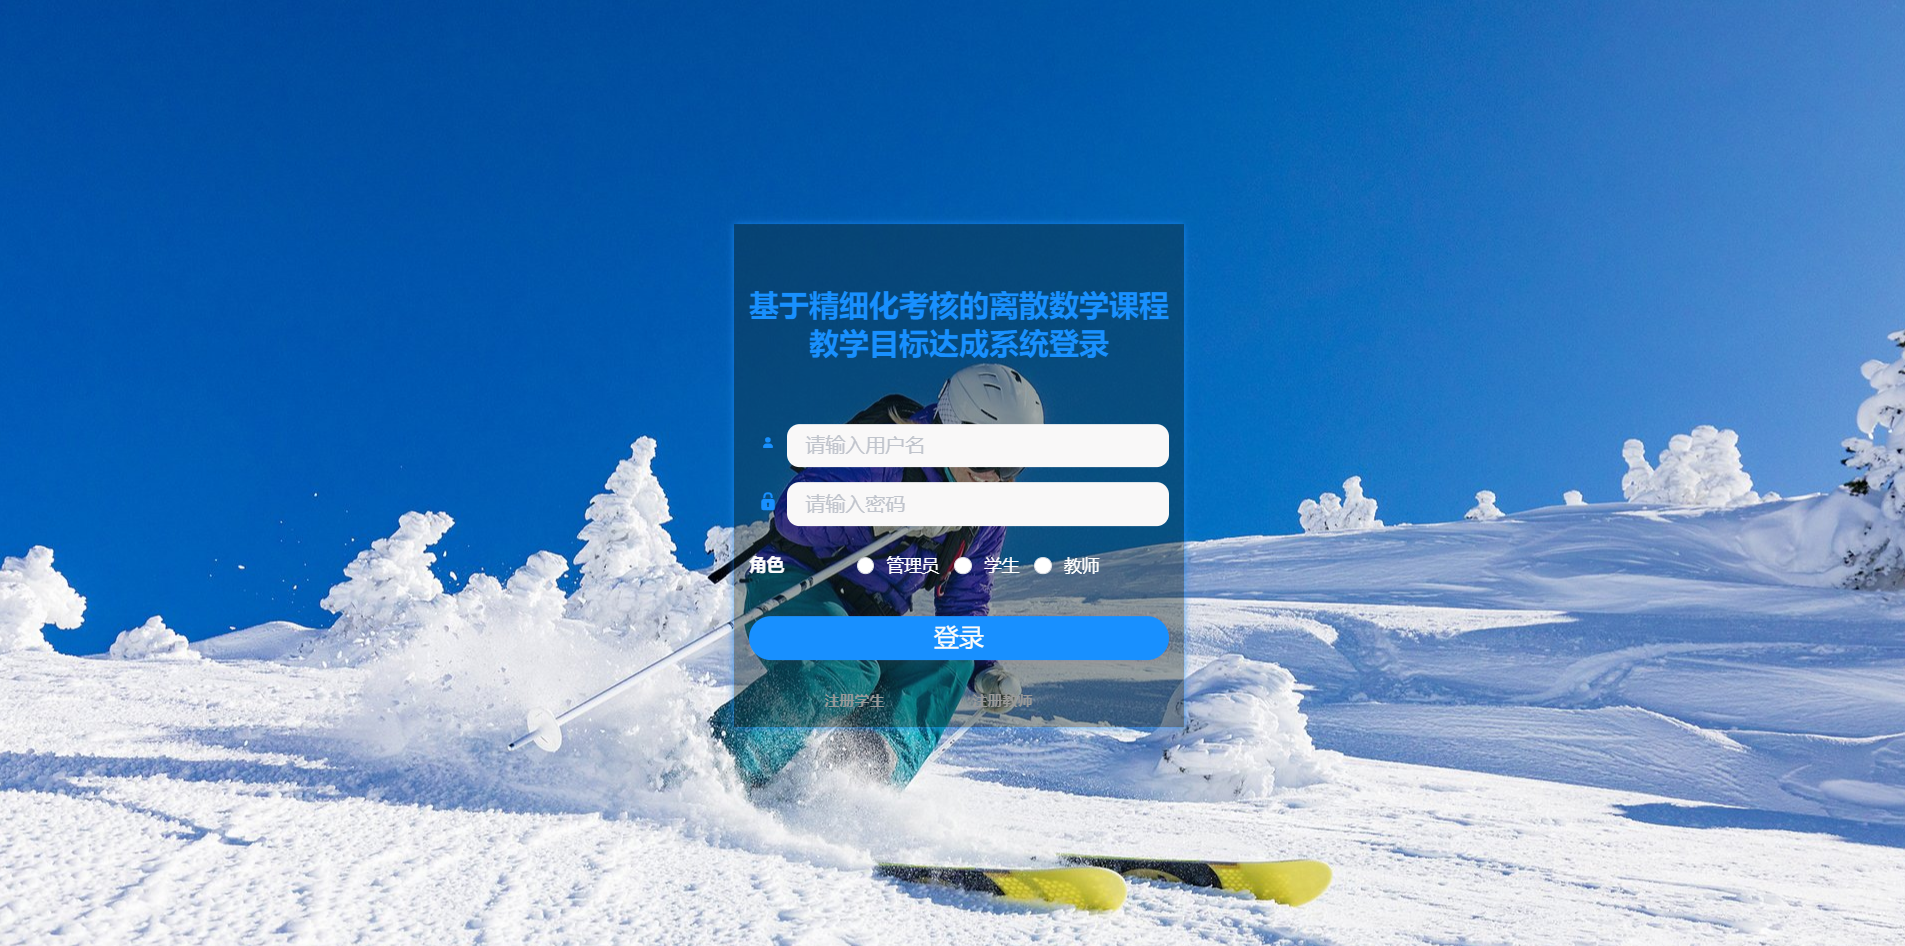 基于精细化考核的离散数学课程
教学目标达成系统登录
请输入用户名
请输入密码
角色 管理员 学生 教师
登录
注册学生 注册教师